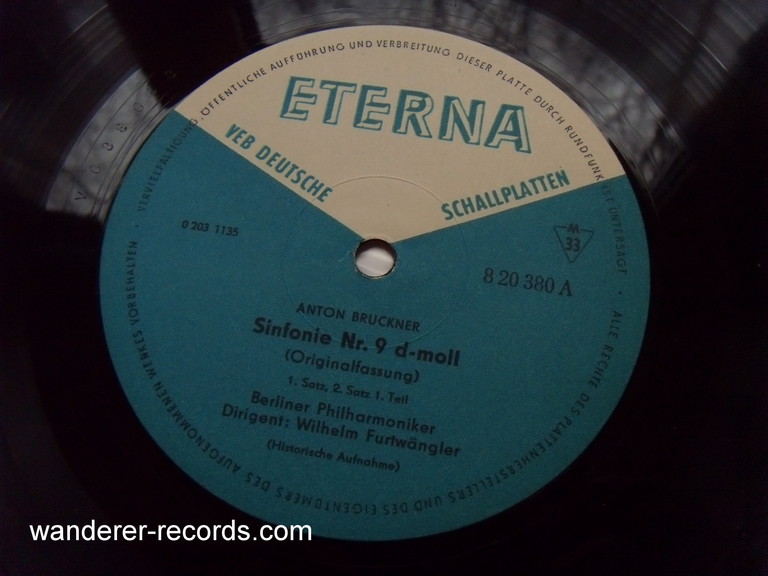 ETERNA
VEB DEUTSCHE SCHALLPLATTEN
0 203 1135
M
33
8 20 380 A
ANTON BRUCKNER
Sinfonie Nr. 9 d-moll
(Originalfassung)
1. Satz, 2. Satz 1. Teil
Berliner Philharmoniker
Dirigent: Wilhelm Furtwängler
(Historische Aufnahme)
ALLE RECHTE DES PLATTENHERSTELLERS UND DES EIGENTÜMERS DES AUFGENOMMENEN WERKES VORBEHALTEN · VERVIELFÄLTIGUNG, ÖFFENTLICHE AUFFÜHRUNG UND VERBREITUNG DIESER PLATTE DURCH RUNDFUNK IST UNTERSAGT ·
wanderer-records.com